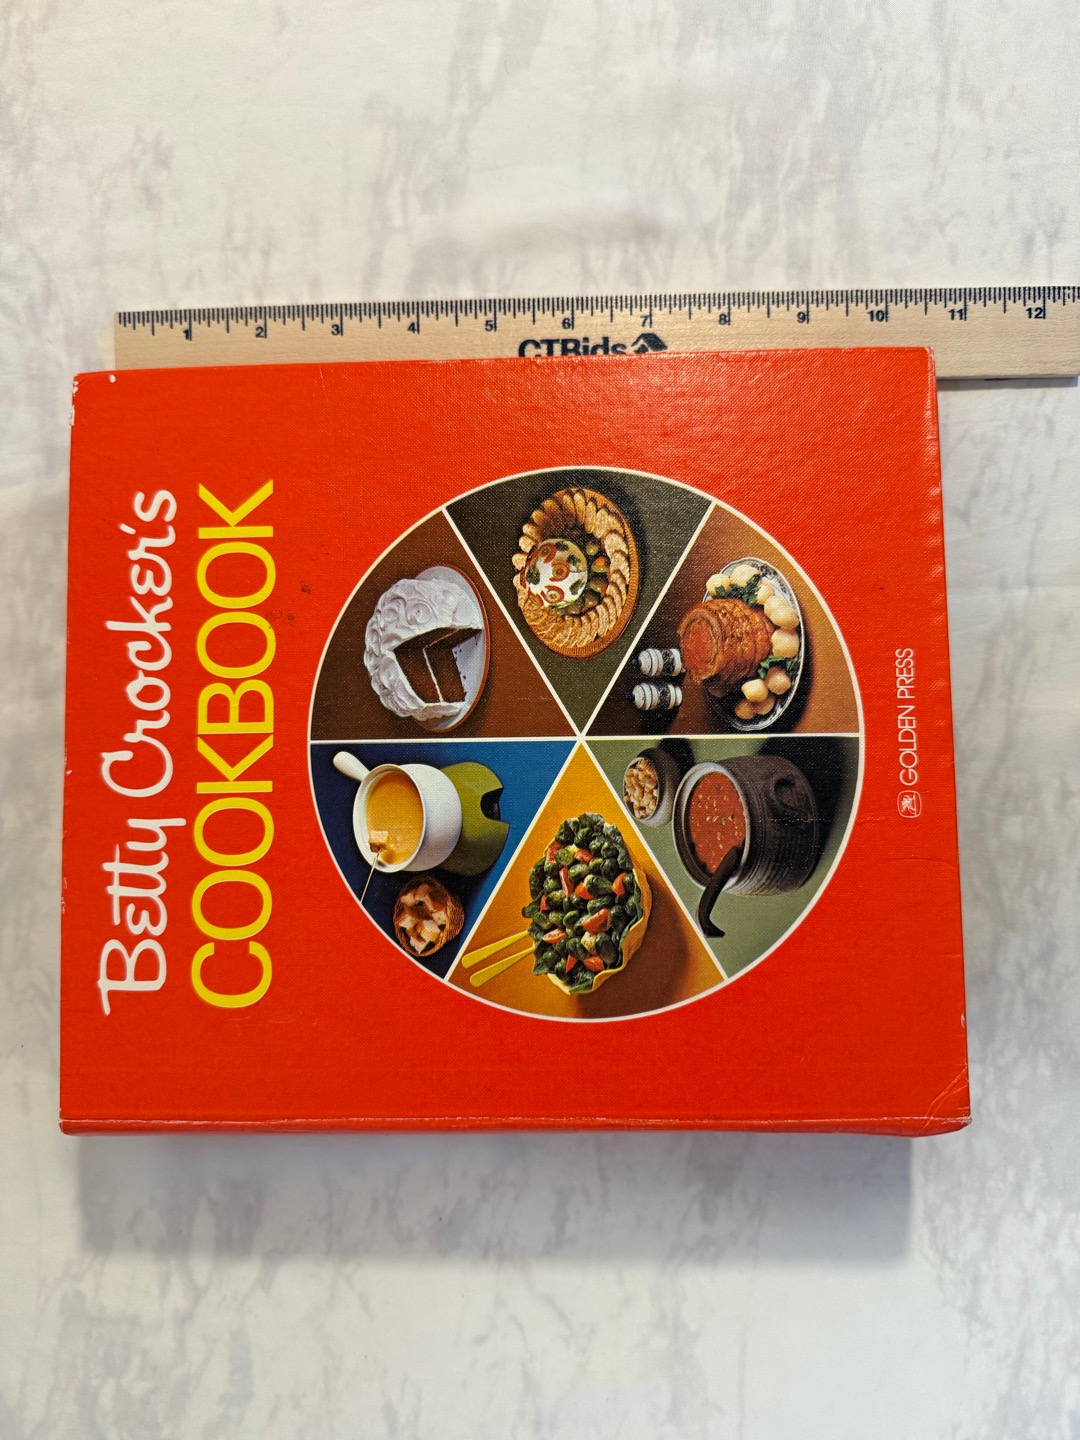 1 2 3 4 5 6 7 8 9 10 11 12
CTBids
Betty Crocker's
COOKBOOK
GOLDEN PRESS